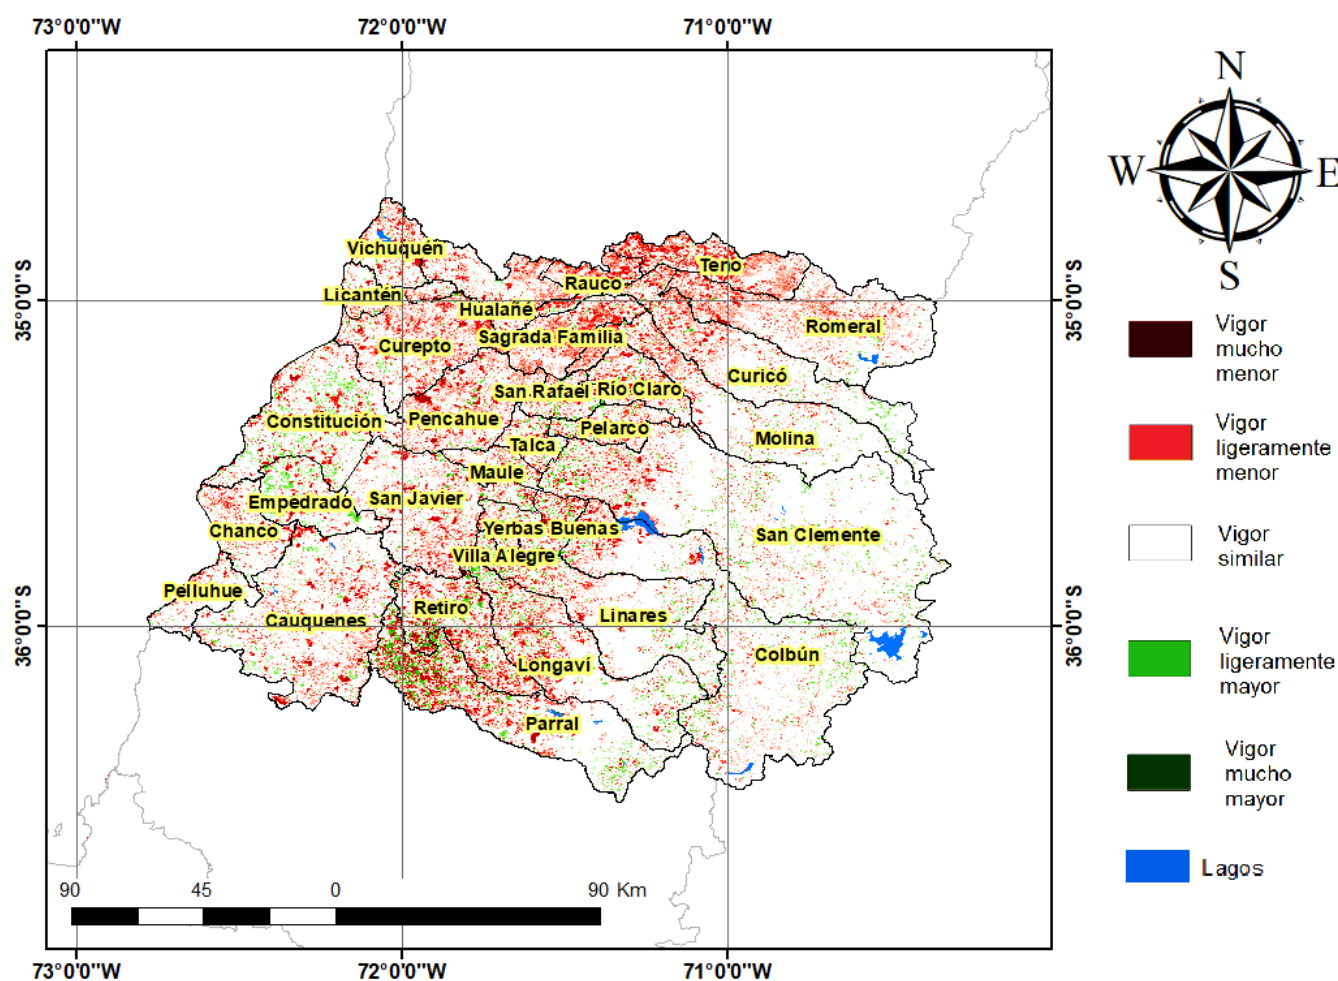 73°0'0"W 72°0'0"W 71°0'0"W
N
W E
S
35°0'0"S 35°0'0"S
36°0'0"S 36°0'0"S
Vichuquén
Teno
Rauco
Licantén
Hualañé
Romeral
Sagrada Familia
Curepto
Curicó
San Rafael
Río Claro
Constitución
Pencahue
Pelarco
Molina
Talca
Maule
Empedrado
San Javier
Chanco
Yerbas Buenas
San Clemente
Villa Alegre
Pelluhue
Retiro
Linares
Cauquenes
Colbún
Longaví
Parral
90 45 0 90 Km
73°0'0"W 72°0'0"W 71°0'0"W
Vigor
mucho
menor
Vigor
ligeramente
menor
Vigor
similar
Vigor
ligeramente
mayor
Vigor
mucho
mayor
Lagos